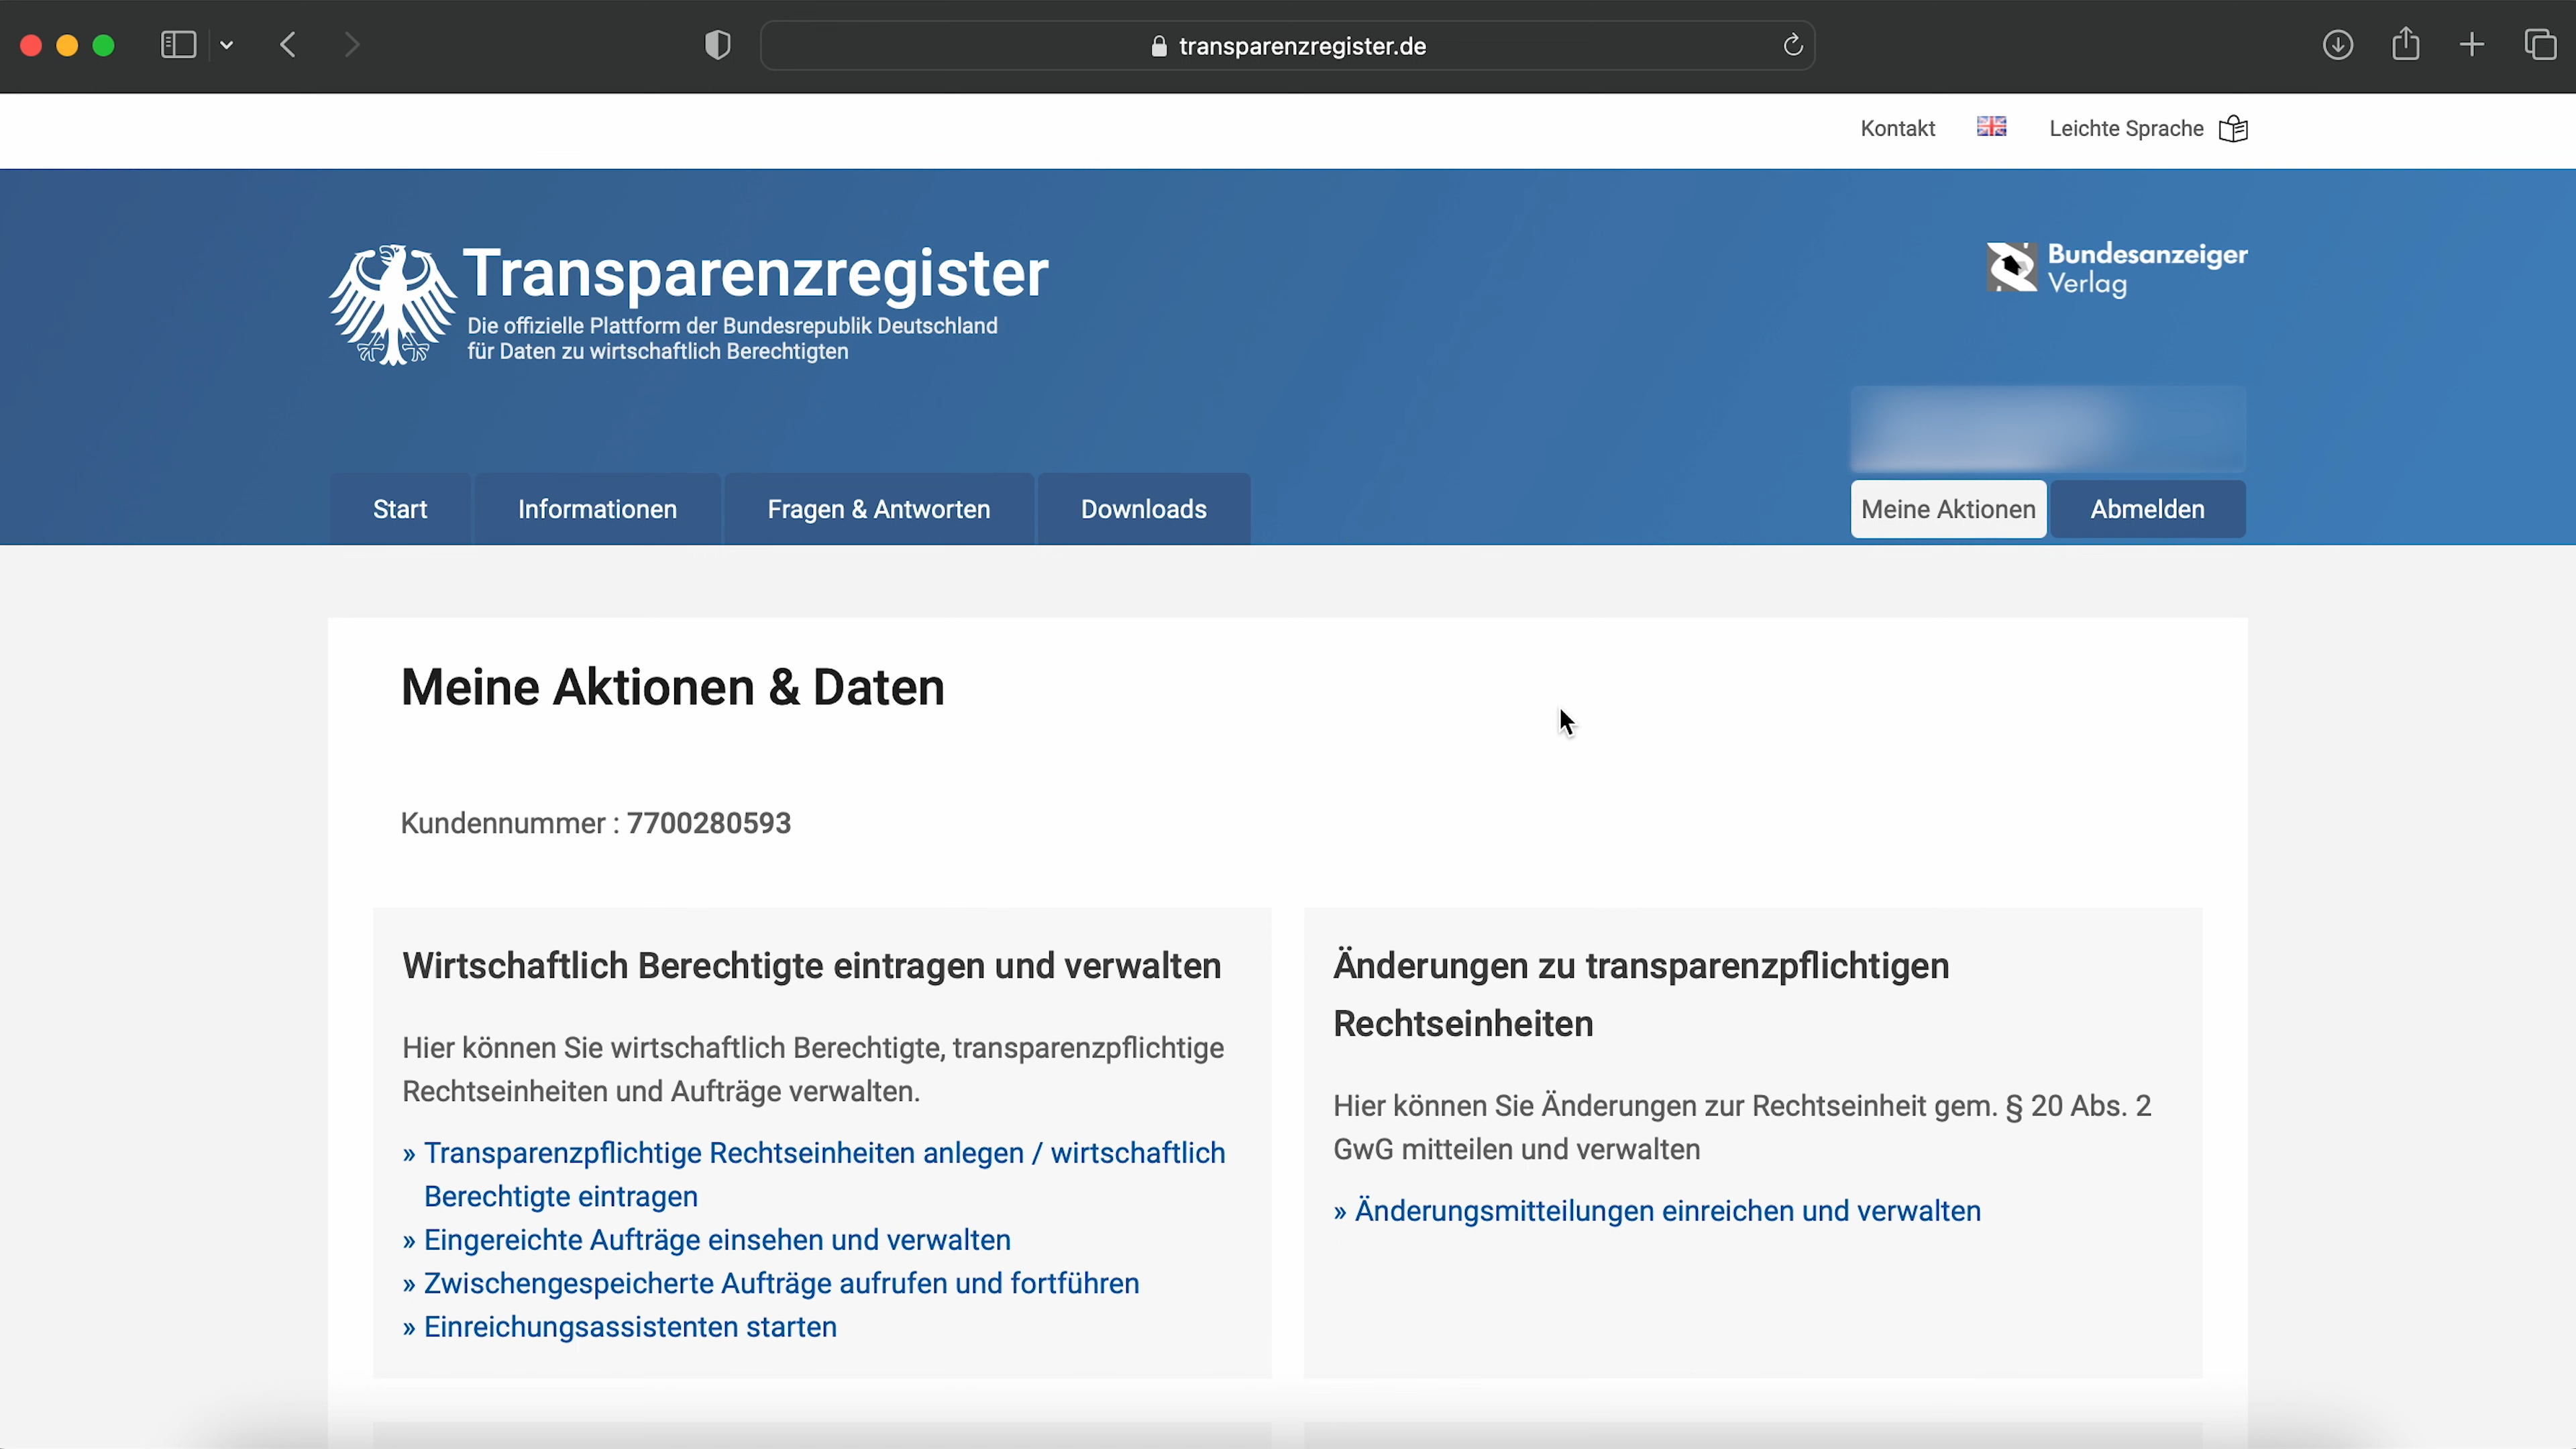 transparenzregister.de
Kontakt
Leichte Sprache
Transparenzregister
Die offizielle Plattform der Bundesrepublik Deutschland
für Daten zu wirtschaftlich Berechtigten
Bundesanzeiger
Verlag
Start
Informationen
Fragen & Antworten
Downloads
Meine Aktionen
Abmelden
Meine Aktionen & Daten
Kundennummer : 7700280593
Wirtschaftlich Berechtigte eintragen und verwalten
Hier können Sie wirtschaftlich Berechtigte, transparenzpflichtige
Rechtseinheiten und Aufträge verwalten.
» Transparenzpflichtige Rechtseinheiten anlegen / wirtschaftlich
Berechtigte eintragen
» Eingereichte Aufträge einsehen und verwalten
» Zwischengespeicherte Aufträge aufrufen und fortführen
» Einreichungsassistenten starten
Änderungen zu transparenzpflichtigen
Rechtseinheiten
Hier können Sie Änderungen zur Rechtseinheit gem. § 20 Abs. 2
GwG mitteilen und verwalten
» Änderungsmitteilungen einreichen und verwalten